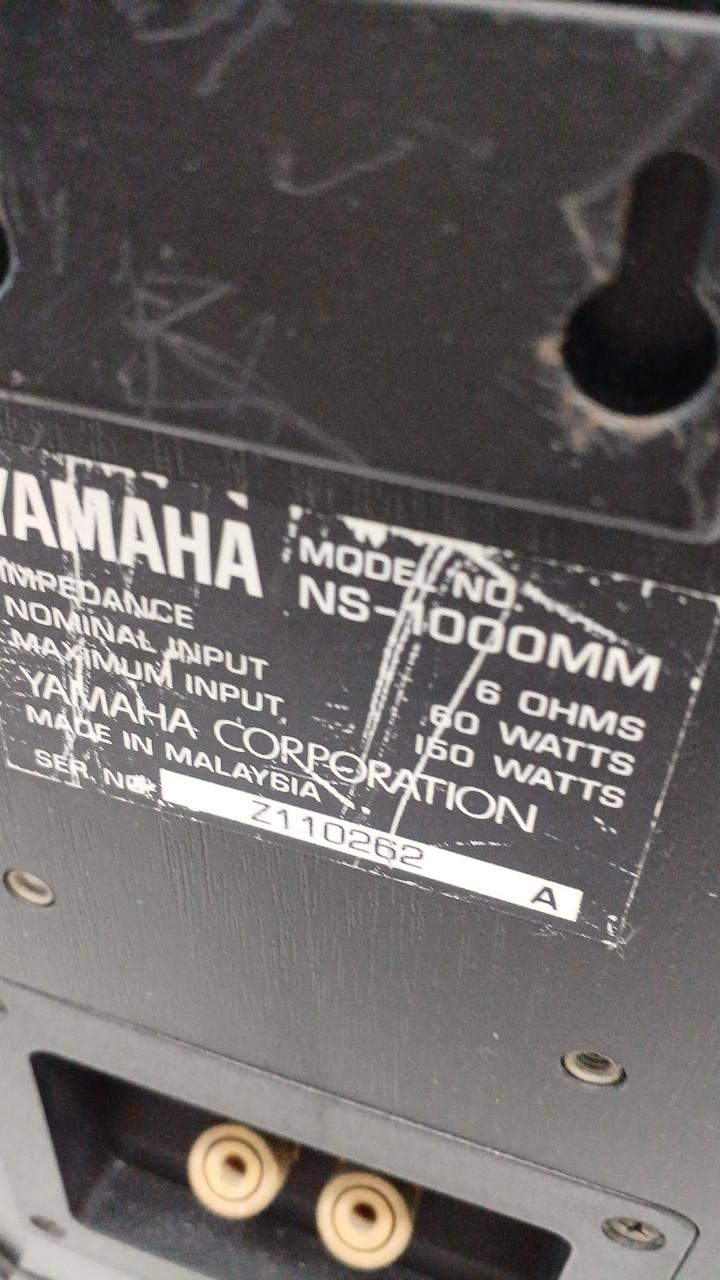 YAMAHA MODEL NO.
NS-1000MM
IMPEDANCE 6 OHMS
NOMINAL INPUT 60 WATTS
MAXIMUM INPUT 150 WATTS
YAMAHA CORPORATION
MADE IN MALAYSIA
SER. NO. Z110262 A